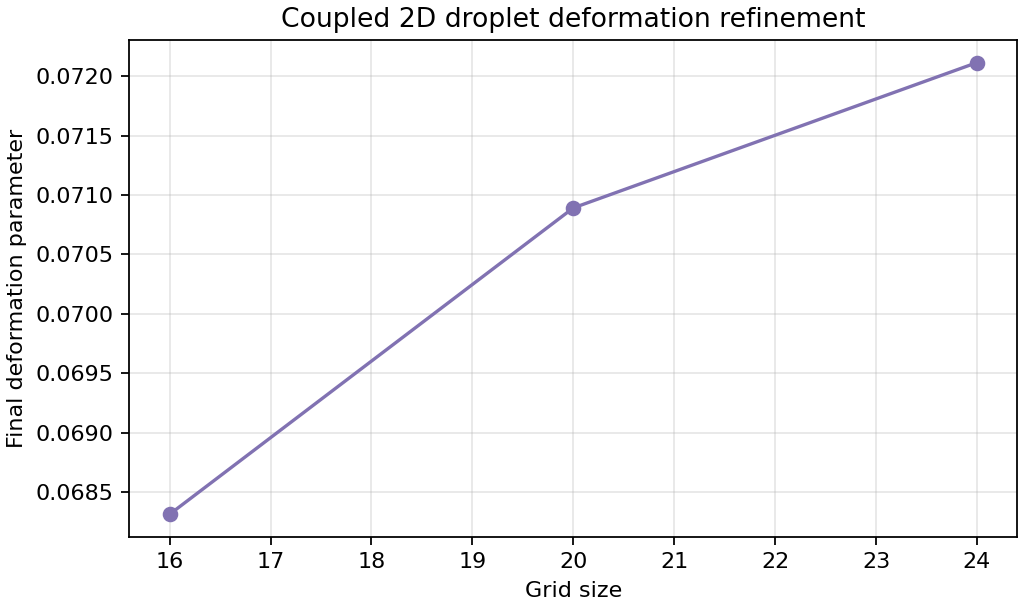 Coupled 2D droplet deformation refinement
Final deformation parameter
0.0720
0.0715
0.0710
0.0705
0.0700
0.0695
0.0690
0.0685
16 17 18 19 20 21 22 23 24
Grid size